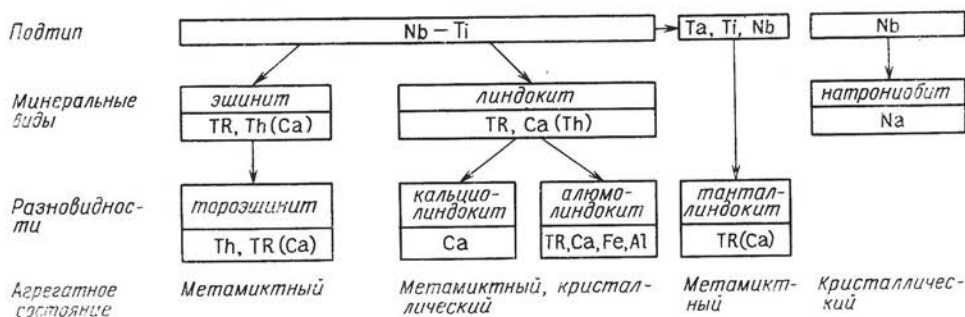 Подтип
Nb – Ti
Ta, Ti, Nb
Nb
Минеральные
виды
эшинит
TR, Th(Ca)
линдокит
TR, Ca(Th)
натрониобит
Na
Разновиднос-
ти
тороэшинит
Th, TR(Ca)
кальцио-
линдокит
Ca
алюмо-
линдокит
TR,Ca,Fe,Al
тантал-
линдокит
TR(Ca)
Агрегатное
состояние
Метамиктный
Метамиктный, кристал-
лический
Метамикт-
ный
Кристалличес-
кий